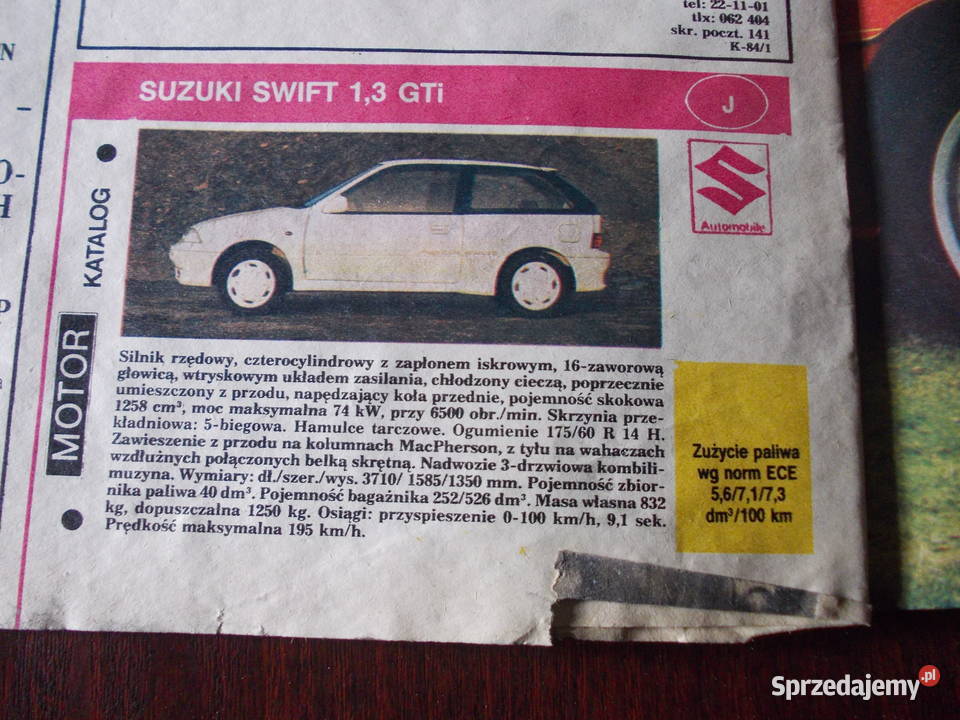 tel: 22-11-01
tlx: 062 404
skr. poczt. 141
K-84/1
SUZUKI SWIFT 1,3 GTi
J
Automobile
KATALOG
MOTOR
Silnik rzędowy, czterocylindrowy z zapłonem iskrowym, 16-zaworową
głowicą, wtryskowym układem zasilania, chłodzony cieczą, poprzecznie
umieszczony z przodu, napędzający koła przednie, pojemność skokowa
1258 cm³, moc maksymalna 74 kW, przy 6500 obr./min. Skrzynia prze-
kładniowa: 5-biegowa. Hamulce tarczowe. Ogumienie 175/60 R 14 H.
Zawieszenie z przodu na kolumnach MacPherson, z tyłu na wahaczach
wzdłużnych połączonych belką skrętną. Nadwozie 3-drzwiowa kombili-
muzyna. Wymiary: dł./szer./wys. 3710/ 1585/1350 mm. Pojemność zbior-
nika paliwa 40 dm³. Pojemność bagażnika 252/526 dm³. Masa własna 832
kg, dopuszczalna 1250 kg. Osiągi: przyspieszenie 0-100 km/h, 9,1 sek.
Prędkość maksymalna 195 km/h.
Zużycie paliwa
wg norm ECE
5,6/7,1/7,3
dm³/100 km
Sprzedajemy.pl